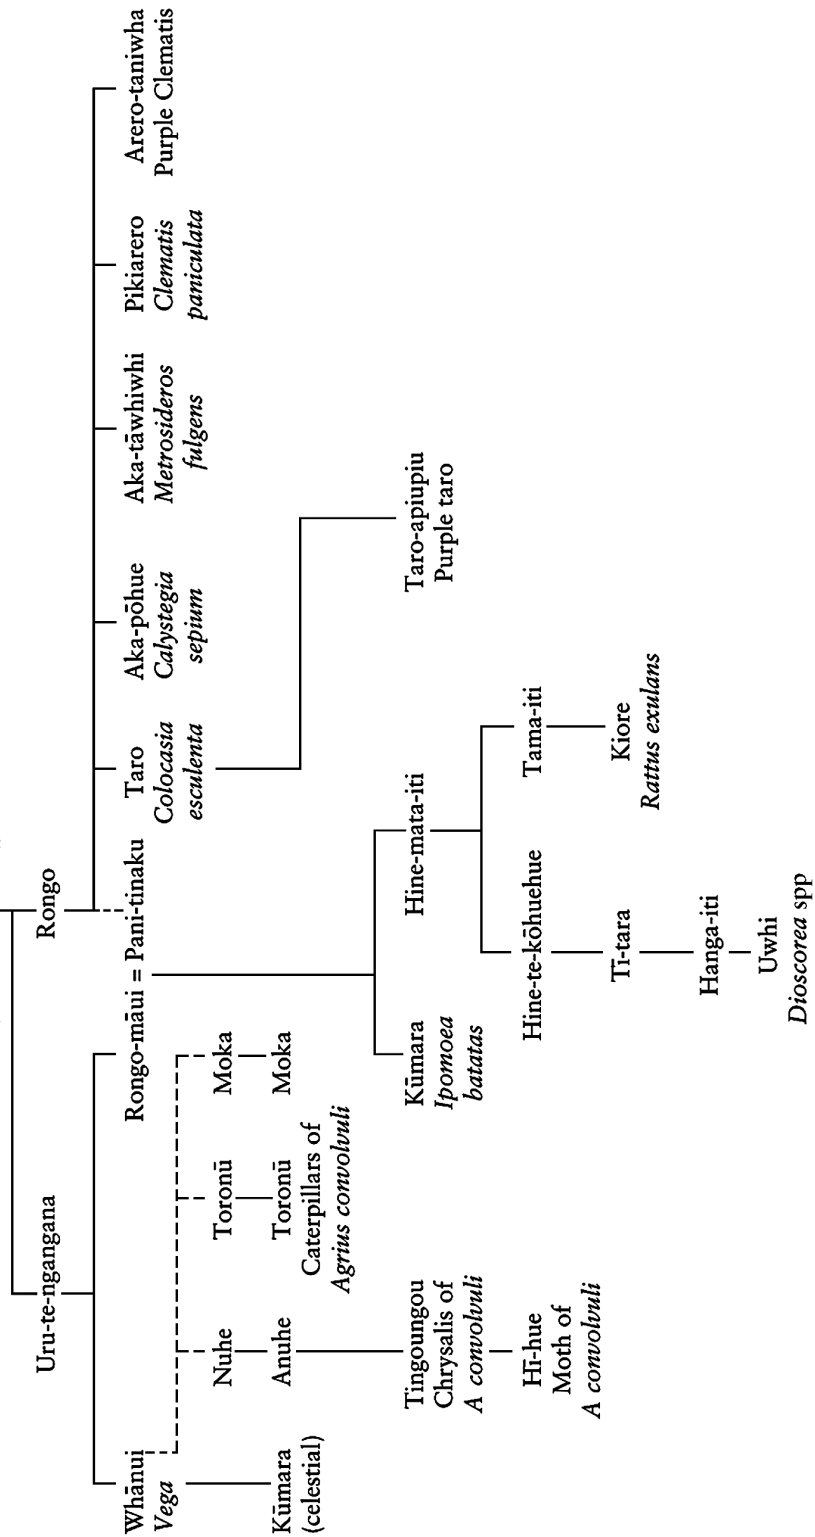 Uru-te-ngangana
Rongo
Whānui
Vega
Rongo-māui = Pani-tinaku
Taro
Colocasia
esculenta
Aka-pōhue
Calystegia
sepium
Aka-tāwhiwhi
Metrosideros
fulgens
Pikiarero
Clematis
paniculata
Arero-taniwha
Purple Clematis
Nuhe
Toronū
Moka
Kūmara
(celestial)
Anuhe
Toronū
Caterpillars of
Agrius convolvuli
Moka
Tingoungou
Chrysalis of
A convolvuli
Kūmara
Ipomoea
batatas
Hine-mata-iti
Taro-apiupiu
Purple taro
Hī-hue
Moth of
A convolvuli
Hine-te-kōhuehue
Tama-iti
Tī-tara
Kiore
Rattus exulans
Hanga-iti
Uwhi
Dioscorea spp